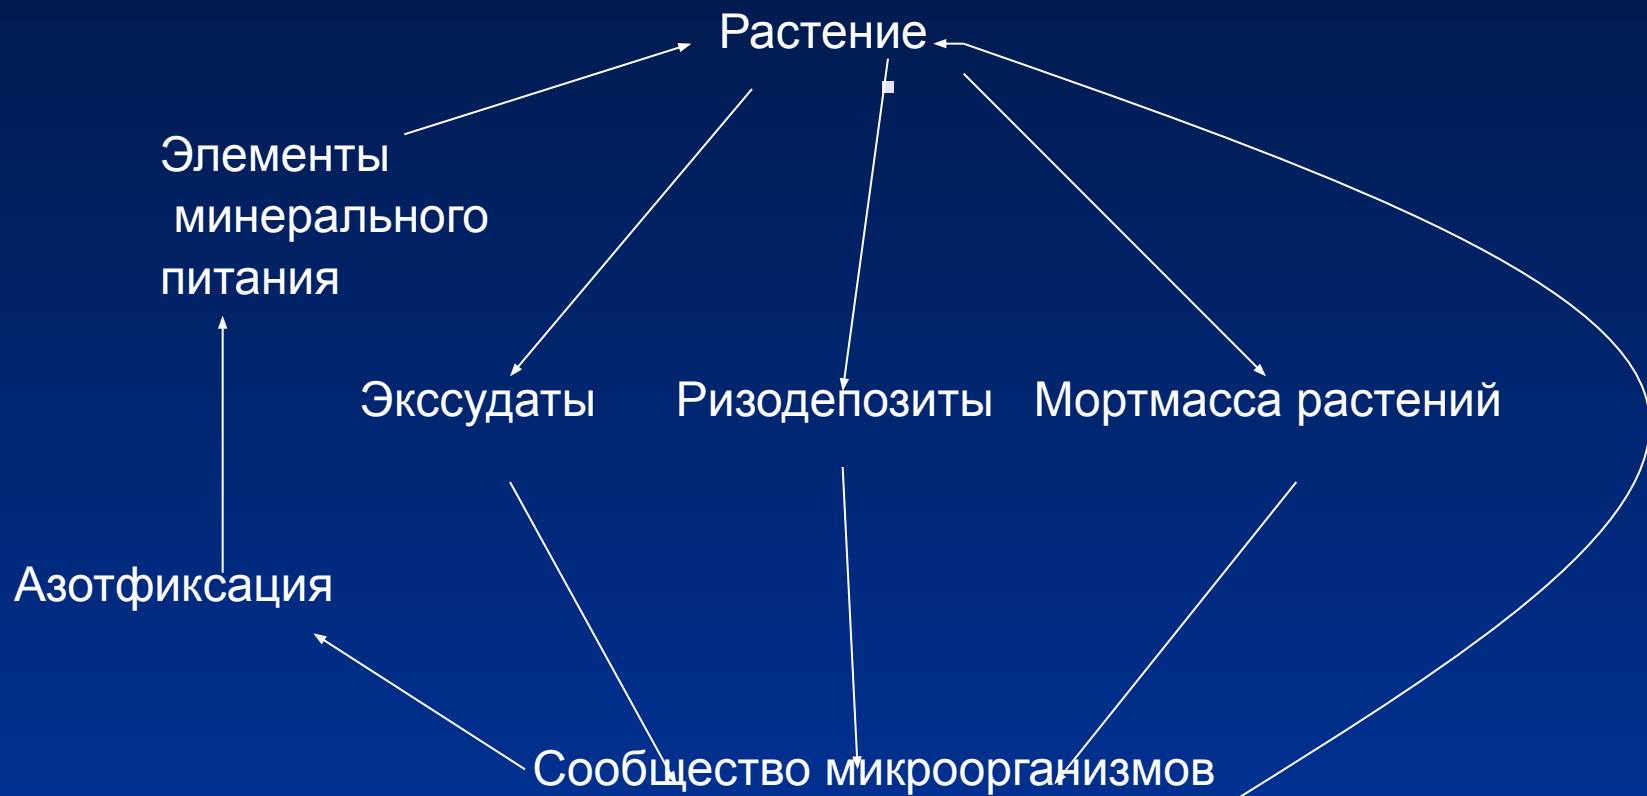 Растение
Элементы
минерального
питания
Экссудаты
Ризодепозиты
Мортмасса растений
Азотфиксация
Сообщество микроорганизмов